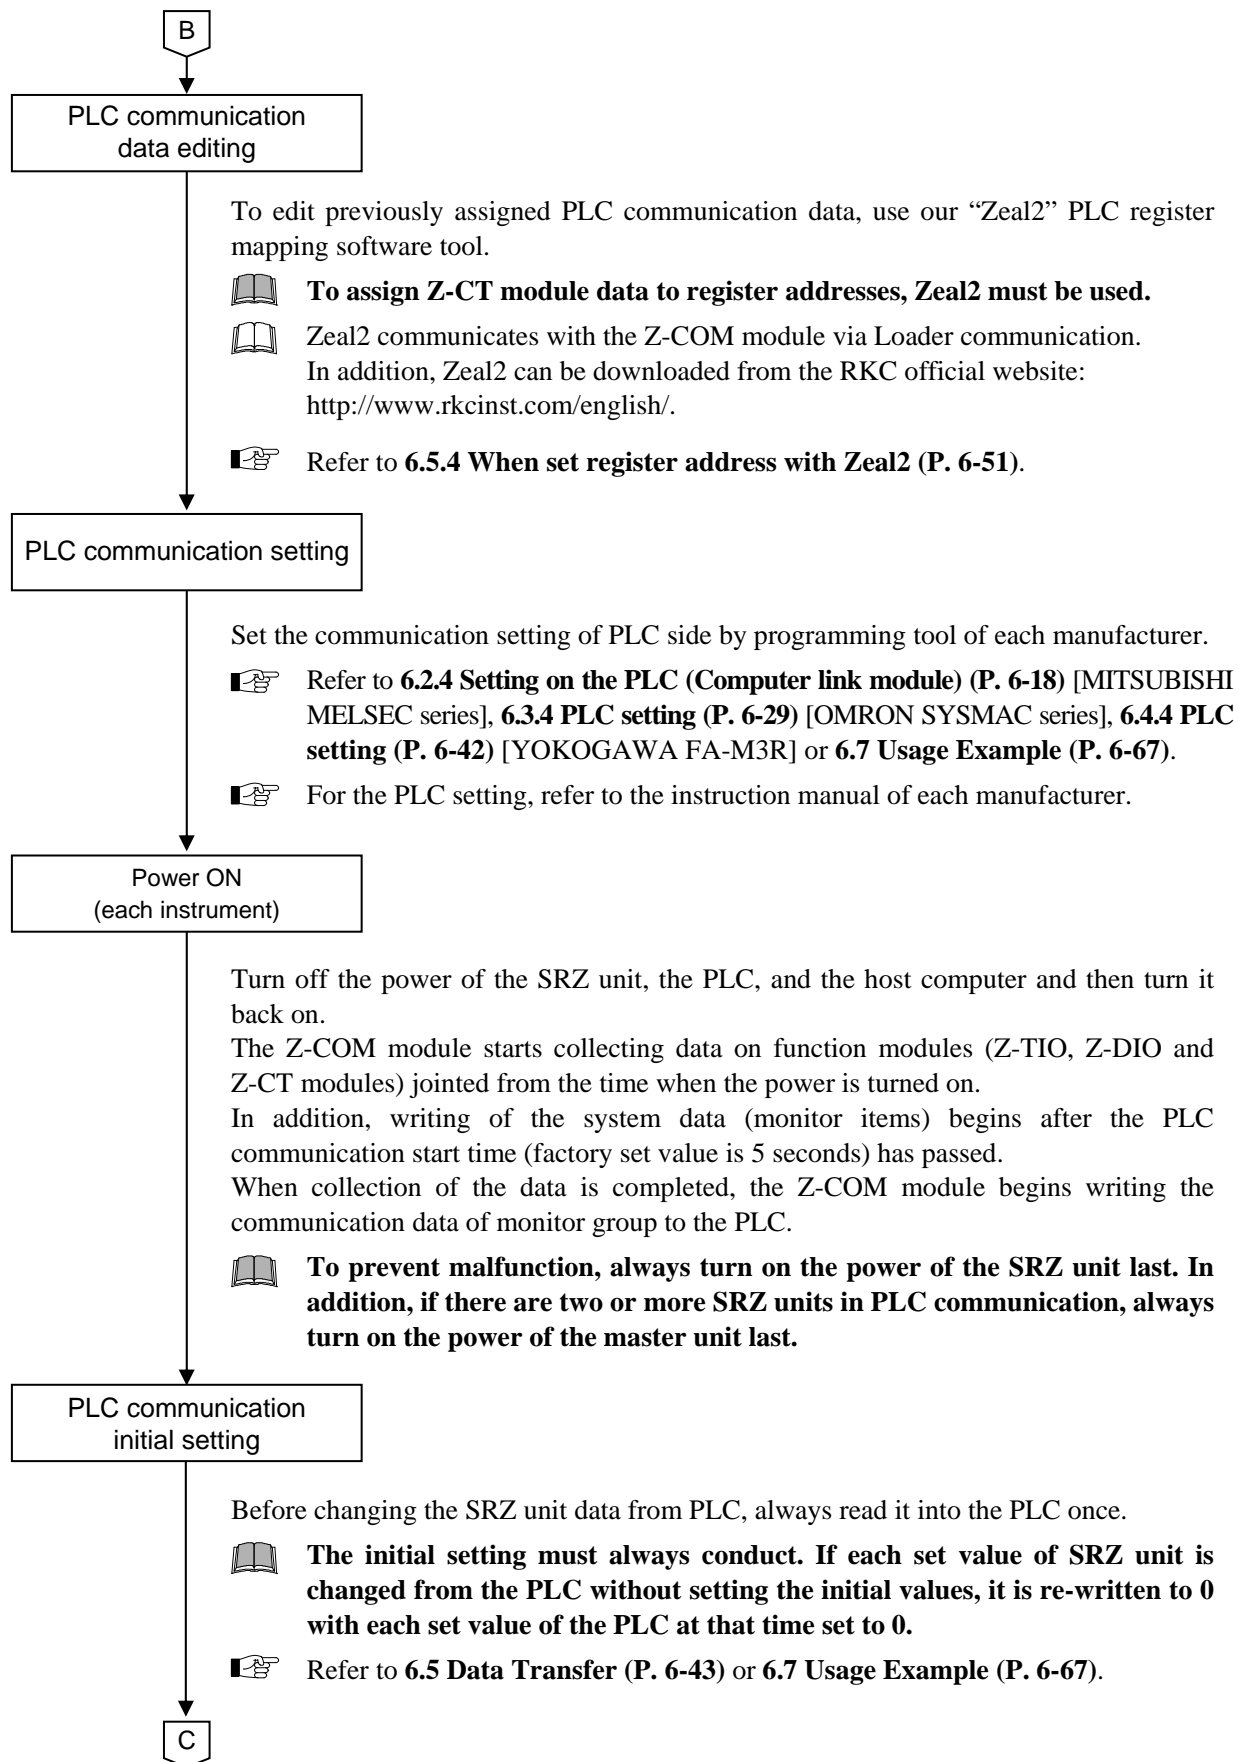 B
PLC communication
data editing
To edit previously assigned PLC communication data, use our “Zeal2” PLC register
mapping software tool.
To assign Z-CT module data to register addresses, Zeal2 must be used.
Zeal2 communicates with the Z-COM module via Loader communication.
In addition, Zeal2 can be downloaded from the RKC official website:
http://www.rkcinst.com/english/.
Refer to 6.5.4 When set register address with Zeal2 (P. 6-51).
PLC communication setting
Set the communication setting of PLC side by programming tool of each manufacturer.
Refer to 6.2.4 Setting on the PLC (Computer link module) (P. 6-18) [MITSUBISHI
MELSEC series], 6.3.4 PLC setting (P. 6-29) [OMRON SYSMAC series], 6.4.4 PLC
setting (P. 6-42) [YOKOGAWA FA-M3R] or 6.7 Usage Example (P. 6-67).
For the PLC setting, refer to the instruction manual of each manufacturer.
Power ON
(each instrument)
Turn off the power of the SRZ unit, the PLC, and the host computer and then turn it
back on.
The Z-COM module starts collecting data on function modules (Z-TIO, Z-DIO and
Z-CT modules) jointed from the time when the power is turned on.
In addition, writing of the system data (monitor items) begins after the PLC
communication start time (factory set value is 5 seconds) has passed.
When collection of the data is completed, the Z-COM module begins writing the
communication data of monitor group to the PLC.
To prevent malfunction, always turn on the power of the SRZ unit last. In
addition, if there are two or more SRZ units in PLC communication, always
turn on the power of the master unit last.
PLC communication
initial setting
Before changing the SRZ unit data from PLC, always read it into the PLC once.
The initial setting must always conduct. If each set value of SRZ unit is
changed from the PLC without setting the initial values, it is re-written to 0
with each set value of the PLC at that time set to 0.
Refer to 6.5 Data Transfer (P. 6-43) or 6.7 Usage Example (P. 6-67).
C